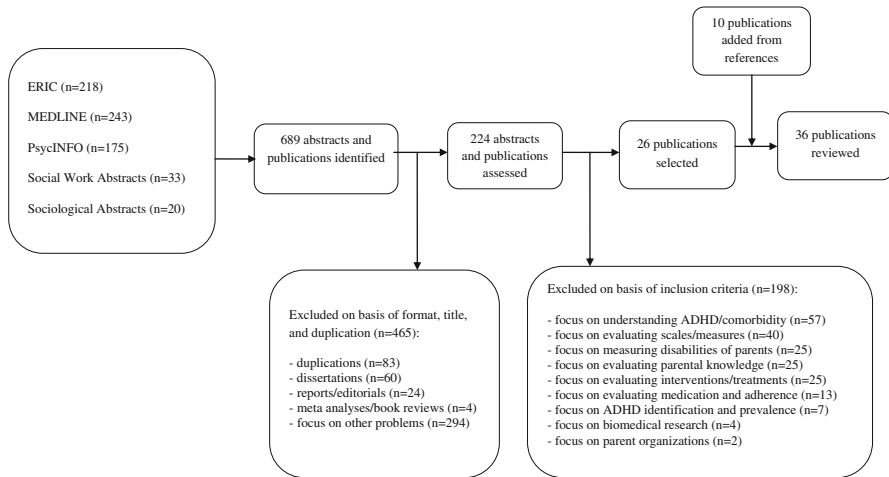 10 publications
added from
references
ERIC (n=218)
MEDLINE (n=243)
PsycINFO (n=175)
Social Work Abstracts (n=33)
Sociological Abstracts (n=20)
689 abstracts and
publications identified
224 abstracts
and publications
assessed
26 publications
selected
36 publications
reviewed
Excluded on basis of format, title,
and duplication (n=465):
- duplications (n=83)
- dissertations (n=60)
- reports/editorials (n=24)
- meta analyses/book reviews (n=4)
- focus on other problems (n=294)
Excluded on basis of inclusion criteria (n=198):
- focus on understanding ADHD/comorbidity (n=57)
- focus on evaluating scales/measures (n=40)
- focus on measuring disabilities of parents (n=25)
- focus on evaluating parental knowledge (n=25)
- focus on evaluating interventions/treatments (n=25)
- focus on evaluating medication and adherence (n=13)
- focus on ADHD identification and prevalence (n=7)
- focus on biomedical research (n=4)
- focus on parent organizations (n=2)